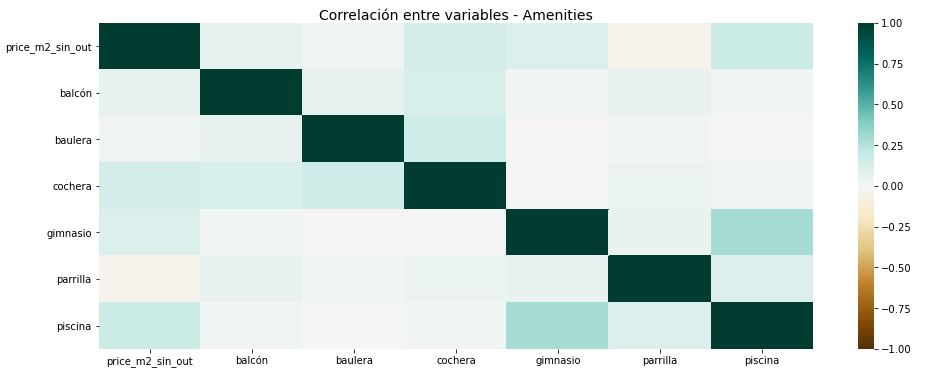 Correlación entre variables - Amenities
price_m2_sin_out
balcón
baulera
cochera
gimnasio
parrilla
piscina
price_m2_sin_out balcón baulera cochera gimnasio parrilla piscina
1.00
0.75
0.50
0.25
0.00
−0.25
−0.50
−0.75
−1.00